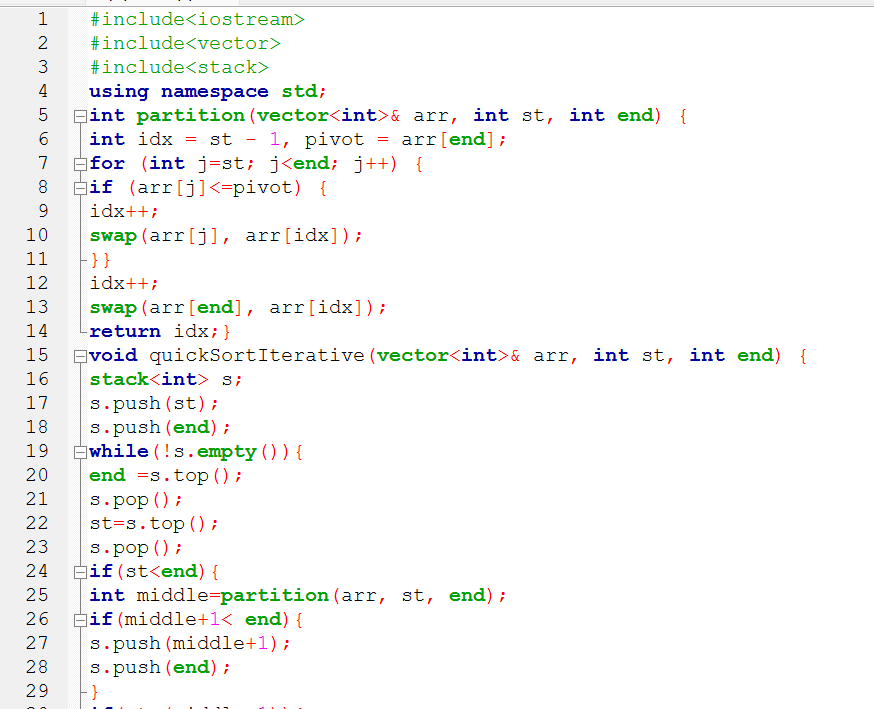 1 #include<iostream>
2 #include<vector>
3 #include<stack>
4 using namespace std;
5 int partition(vector<int>& arr, int st, int end) {
6 int idx = st - 1, pivot = arr[end];
7 for (int j=st; j<end; j++) {
8 if (arr[j]<=pivot) {
9 idx++;
10 swap(arr[j], arr[idx]);
11 }}
12 idx++;
13 swap(arr[end], arr[idx]);
14 return idx;}
15 void quickSortIterative(vector<int>& arr, int st, int end) {
16 stack<int> s;
17 s.push(st);
18 s.push(end);
19 while(!s.empty()){
20 end =s.top();
21 s.pop();
22 st=s.top();
23 s.pop();
24 if(st<end){
25 int middle=partition(arr, st, end);
26 if(middle+1< end){
27 s.push(middle+1);
28 s.push(end);
29 }